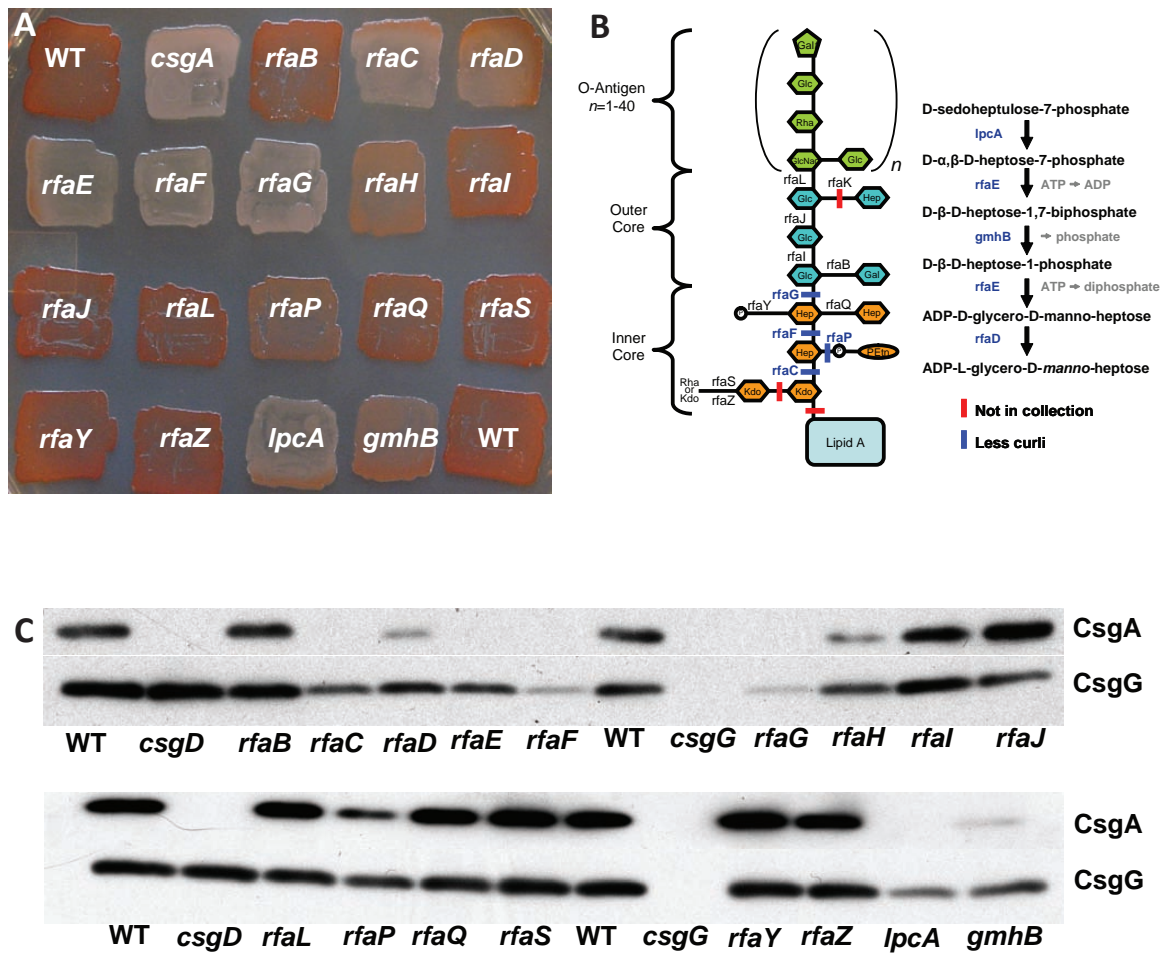 A
WT csgA rfaB rfaC rfaD
rfaE rfaF rfaG rfaH rfaI
rfaJ rfaL rfaP rfaQ rfaS
rfaY rfaZ lpcA gmhB WT
B
O-Antigen
n=1-40
Outer
Core
Inner
Core
Gal
Glc
Rha
GlcNac Glc
n
rfaL rfaK
Glc Hep
rfaJ
Glc
rfaI
rfaB
Glc Gal
rfaG
rfaY rfaQ
P Hep Hep
rfaF rfaP
Hep P PEtn
rfaC
Rha
or
Kdo
rfaS
rfaZ
Kdo Kdo
Lipid A
D-sedoheptulose-7-phosphate
lpcA
D-α,β-D-heptose-7-phosphate
rfaE ATP → ADP
D-β-D-heptose-1,7-biphosphate
gmhB → phosphate
D-β-D-heptose-1-phosphate
rfaE ATP → diphosphate
ADP-D-glycero-D-manno-heptose
rfaD
ADP-L-glycero-D-manno-heptose
Not in collection
Less curli
C
CsgA
CsgG
WT csgD rfaB rfaC rfaD rfaE rfaF WT csgG rfaG rfaH rfaI rfaJ
CsgA
CsgG
WT csgD rfaL rfaP rfaQ rfaS WT csgG rfaY rfaZ lpcA gmhB